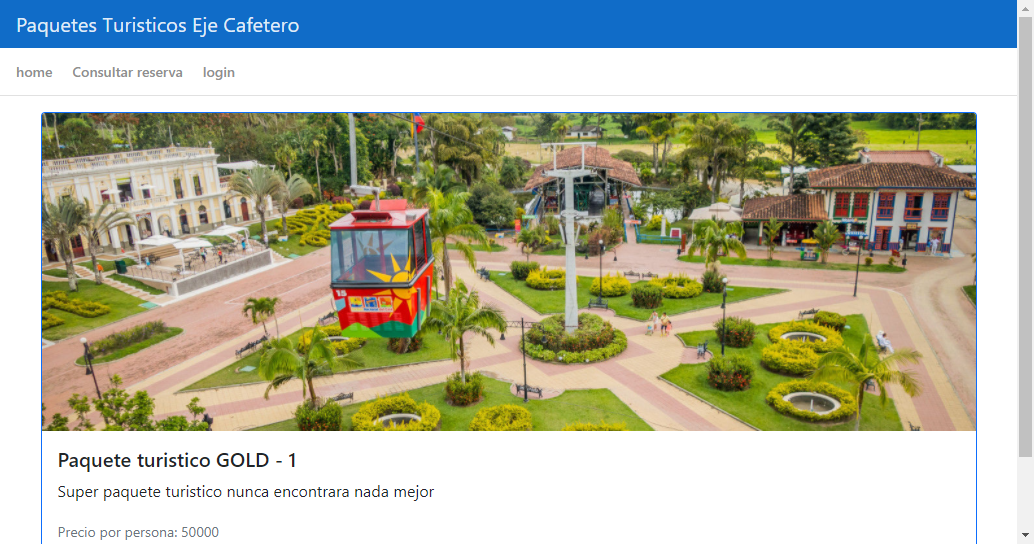 Paquetes Turisticos Eje Cafetero
home Consultar reserva login
Paquete turistico GOLD - 1
Super paquete turistico nunca encontrara nada mejor
Precio por persona: 50000